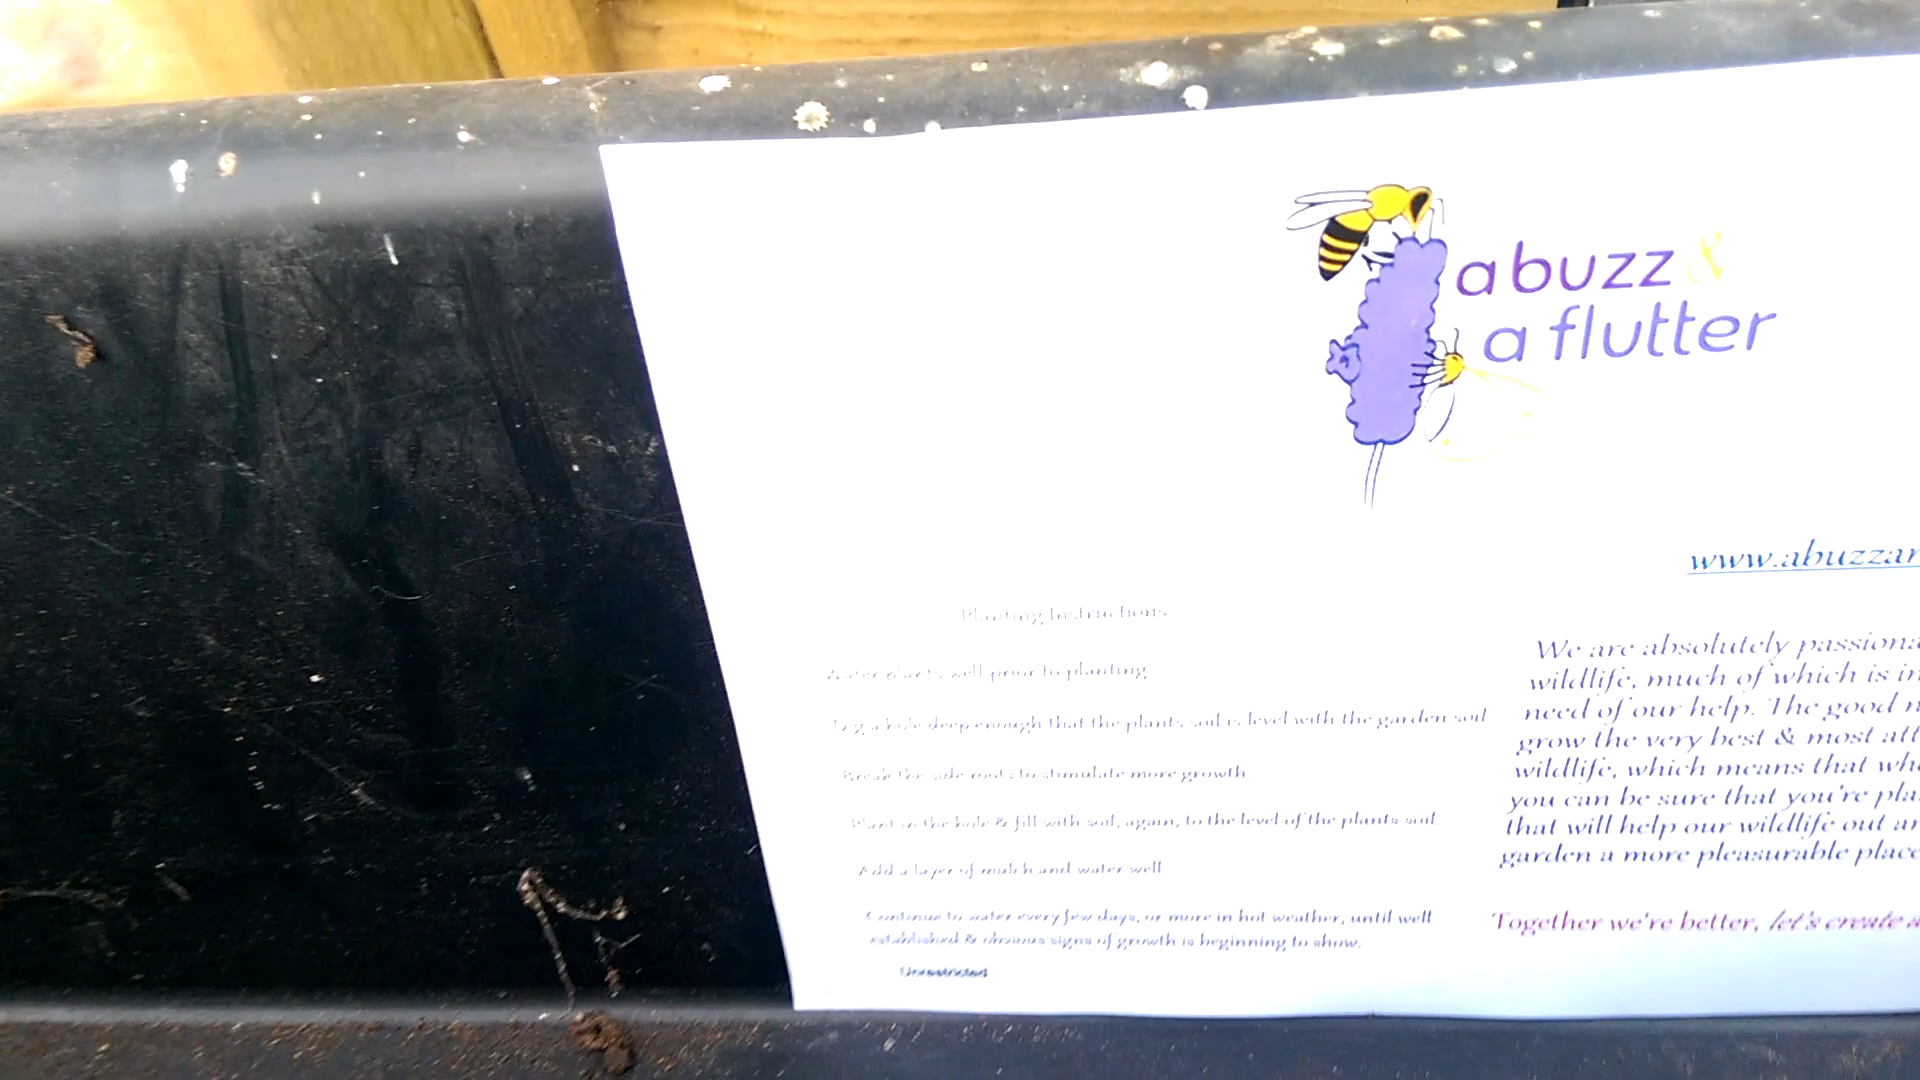 abuzz &
a flutter
www.abuzzar
Planting Instructions
Water plants well prior to planting
Dig a hole deep enough that the plants soil is level with the garden soil
Break the side roots to stimulate more growth
Plant in the hole & fill with soil, again, to the level of the plants soil.
Add a layer of mulch and water well
Continue to water every few days, or more in hot weather, until well
established & obvious signs of growth is beginning to show.
Unrestricted
We are absolutely passiona
wildlife, much of which is in
need of our help. The good n
grow the very best & most att
wildlife, which means that whe
you can be sure that you're pla
that will help our wildlife out an
garden a more pleasurable place
Together we're better, let's create a